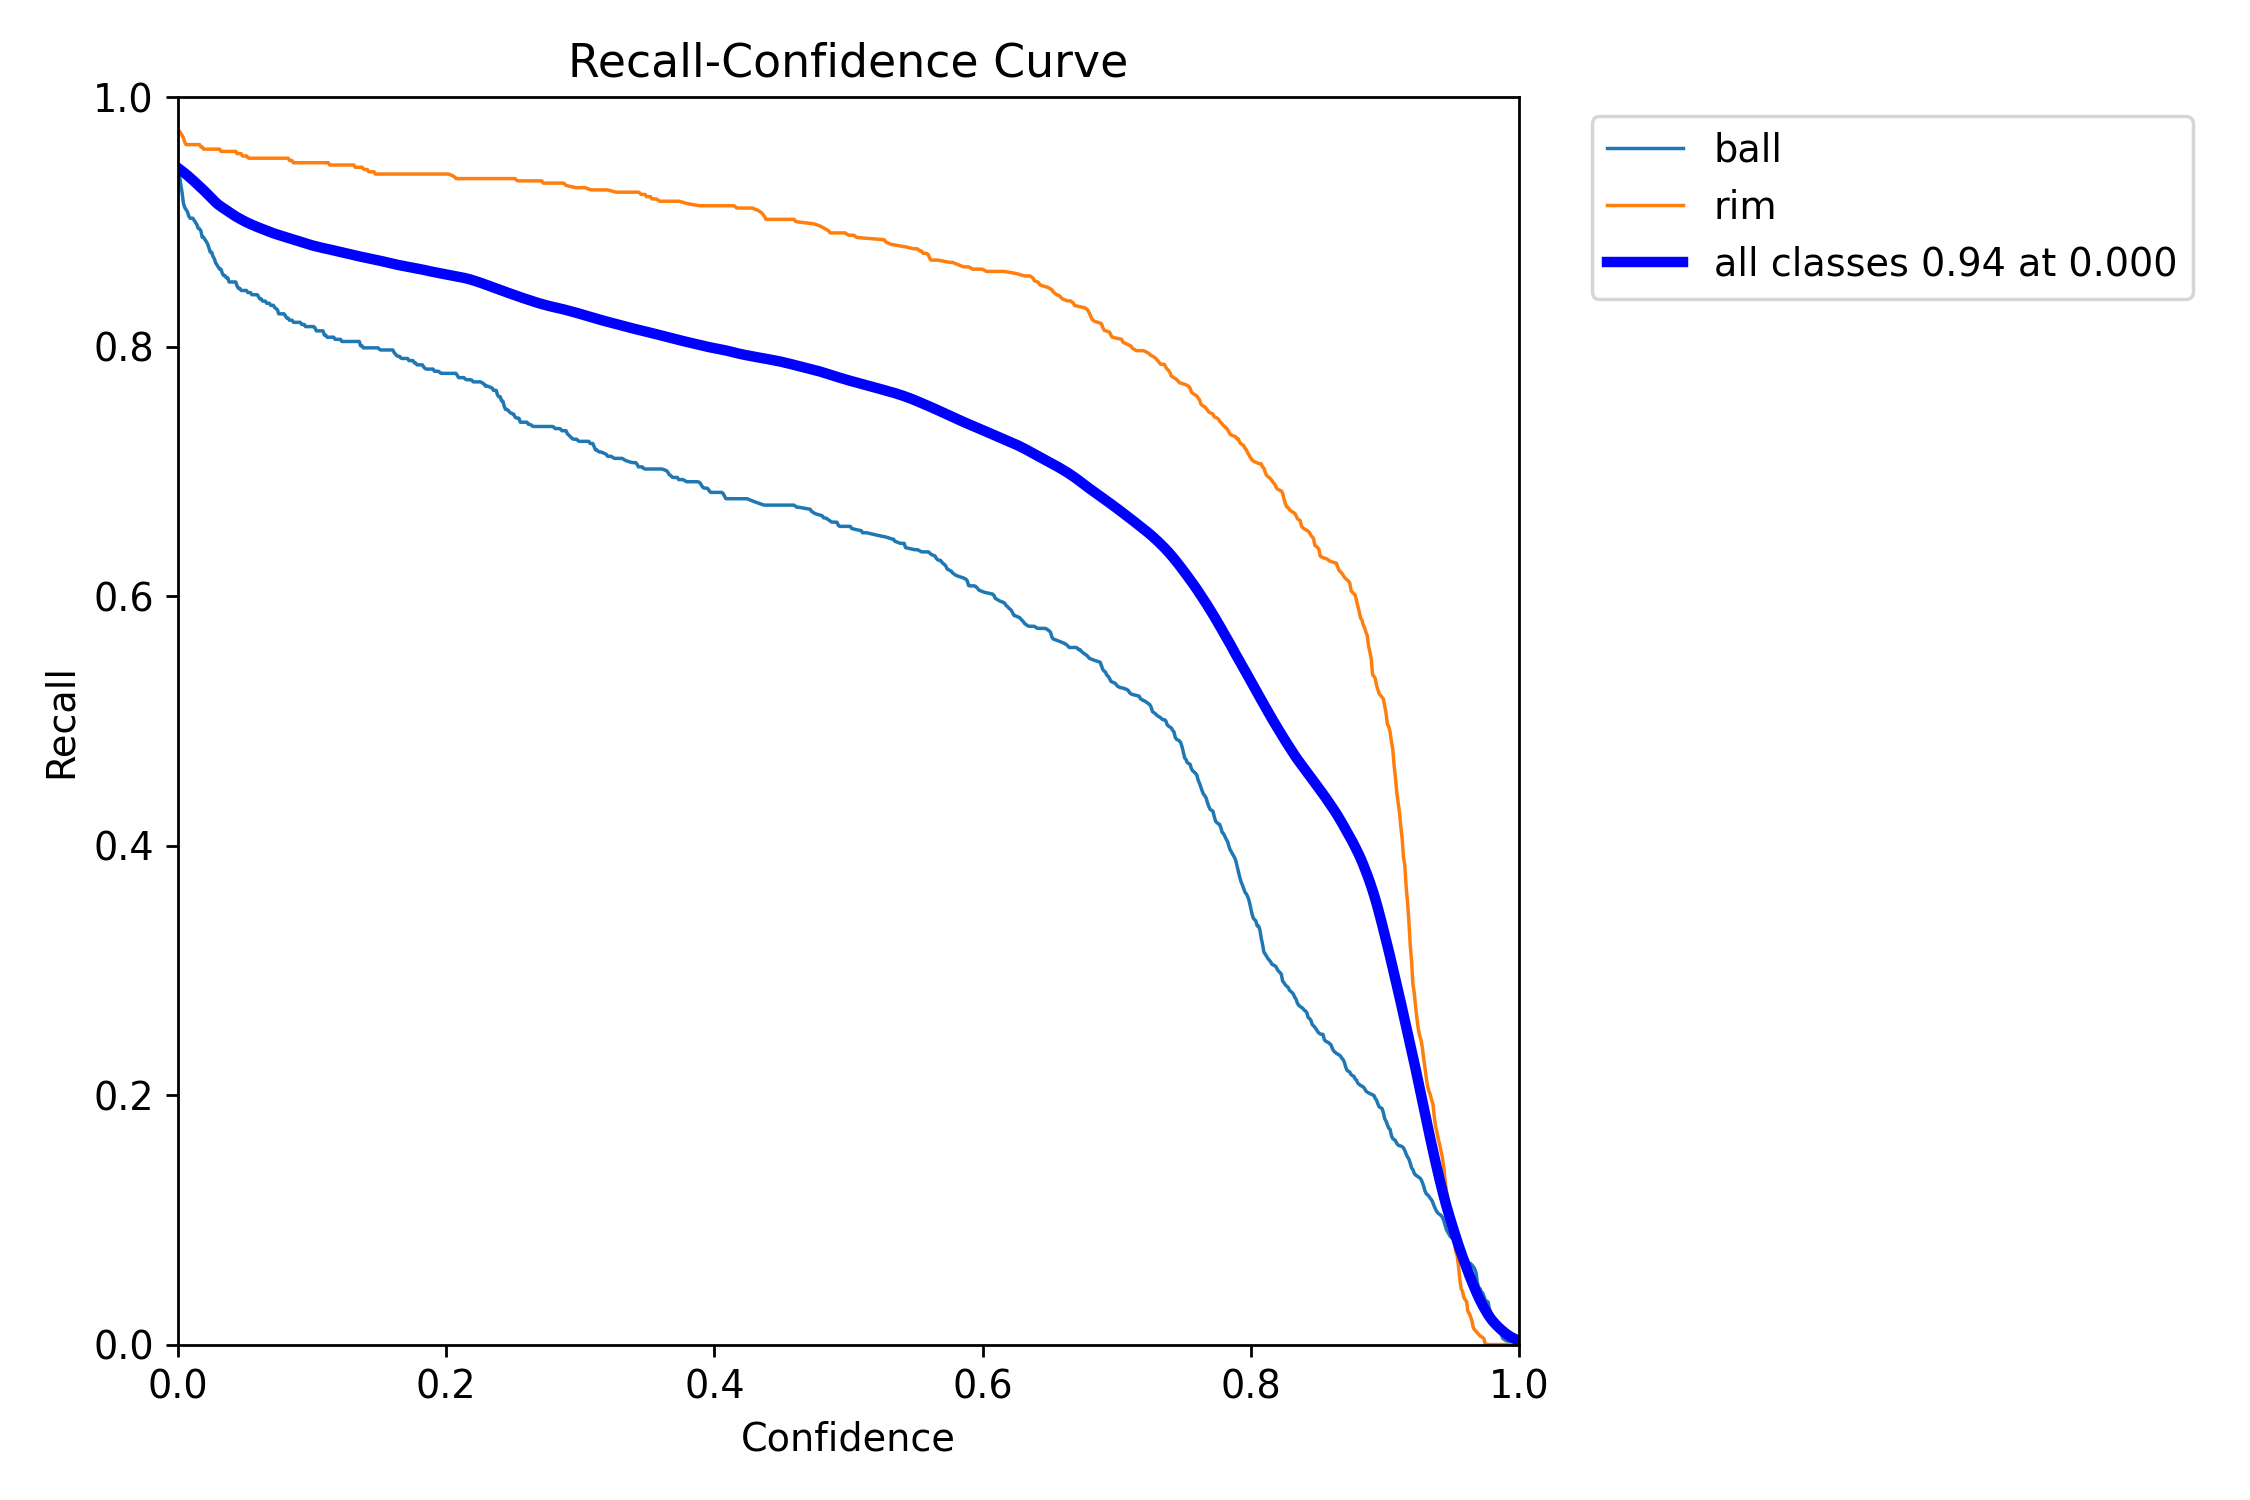 Recall-Confidence Curve
1.0
0.8
0.6
0.4
0.2
0.0
Recall
0.0 0.2 0.4 0.6 0.8 1.0
Confidence
ball
rim
all classes 0.94 at 0.000